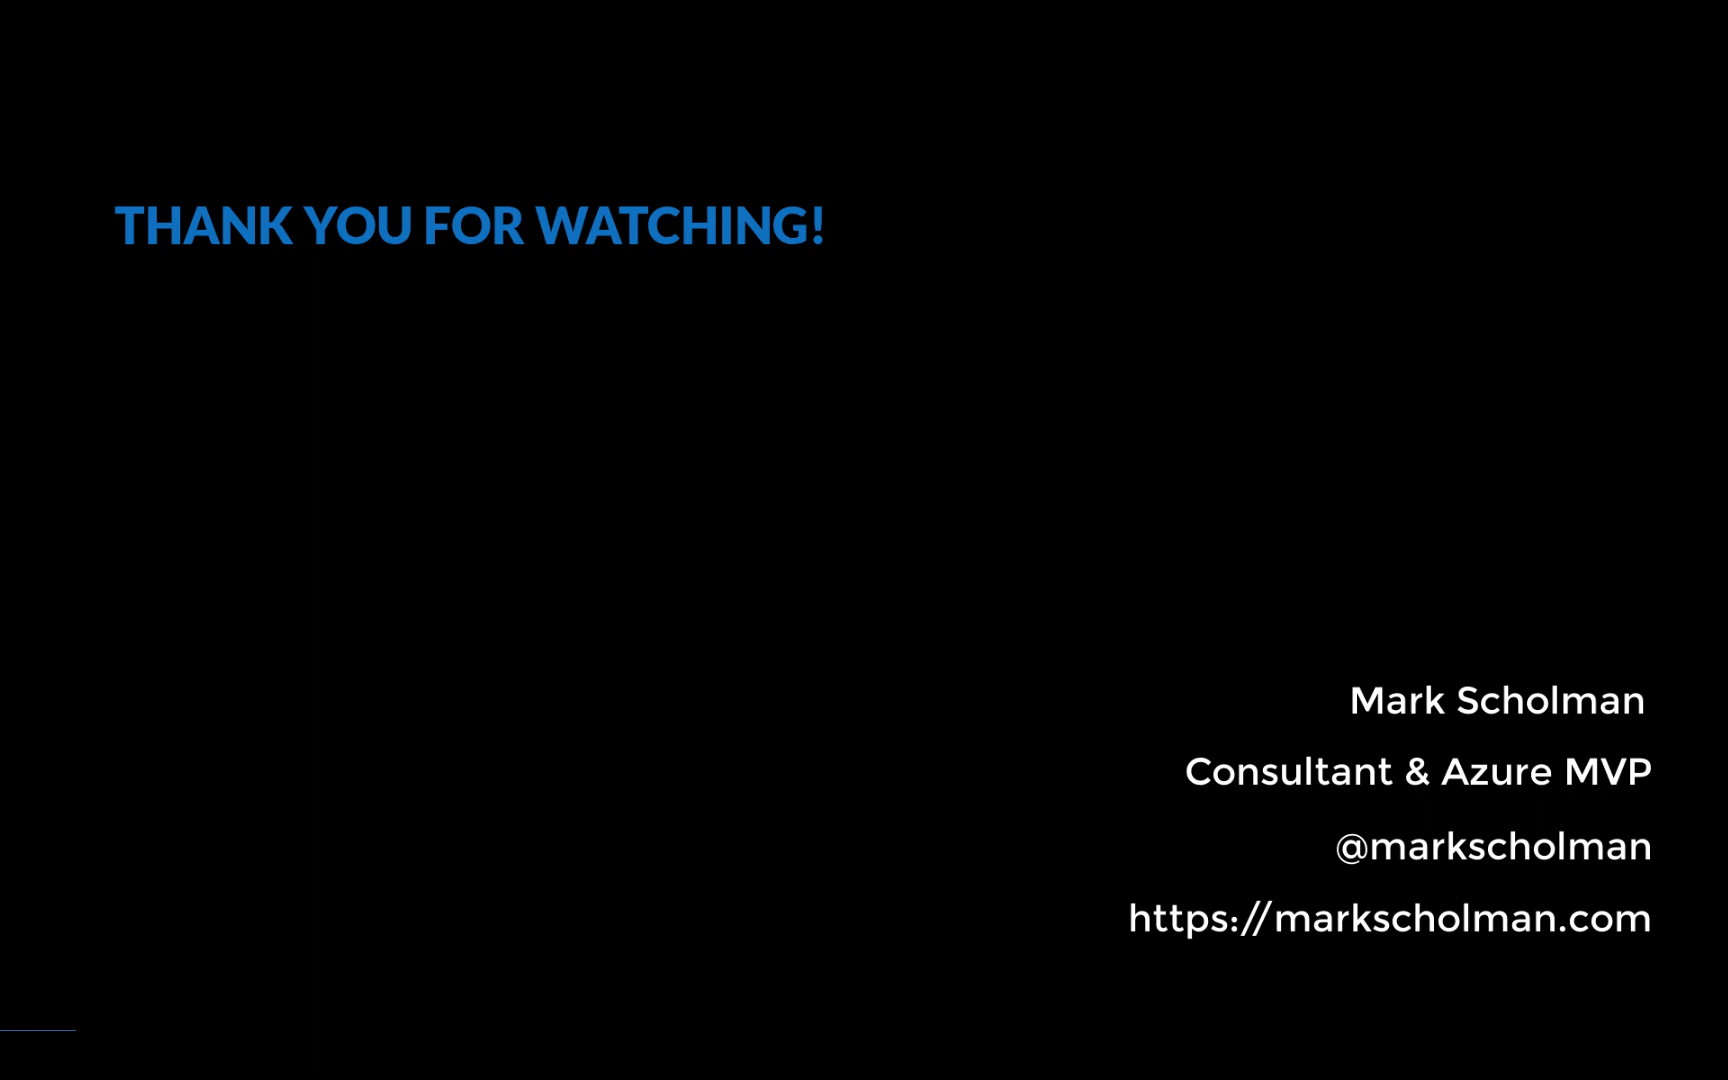 THANK YOU FOR WATCHING!
Mark Scholman
Consultant & Azure MVP
@markscholman
https://markscholman.com